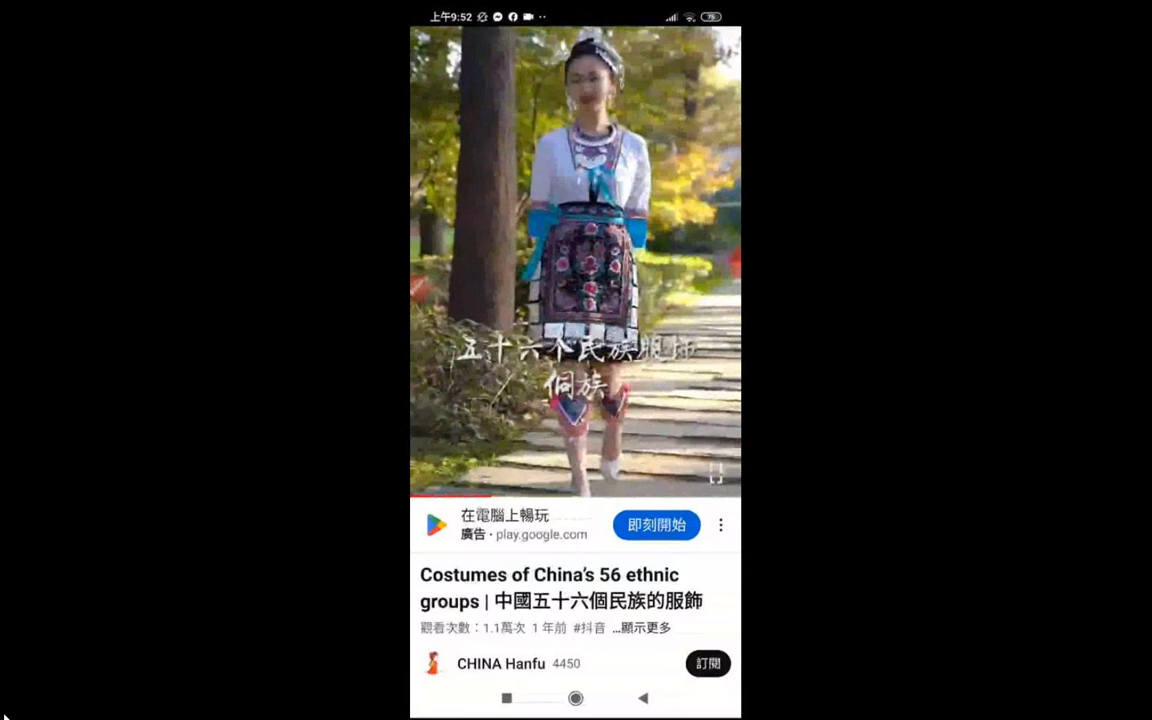 上午9:52
79
五十六个民族服饰
侗族
在電腦上暢玩
廣告 · play.google.com
即刻開始
Costumes of China's 56 ethnic
groups | 中國五十六個民族的服飾
觀看次數：1.1萬次 1 年前 #抖音 ...顯示更多
CHINA Hanfu 4450
訂閱